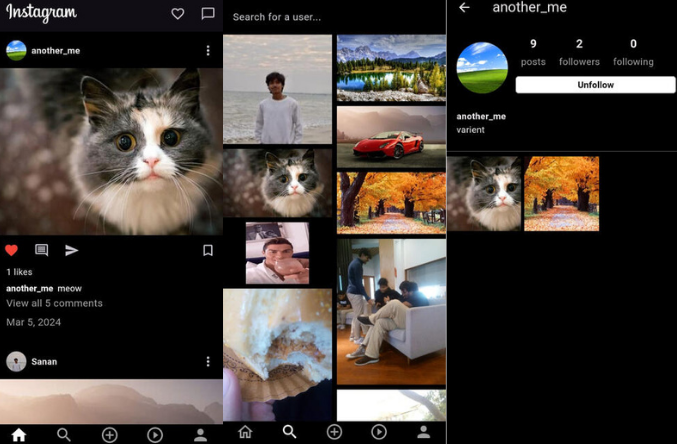 Instagram
another_me
1 likes
another_me meow
View all 5 comments
Mar 5, 2024
Sanan
Search for a user...
another_me
9 2 0
posts followers following
Unfollow
another_me
varient